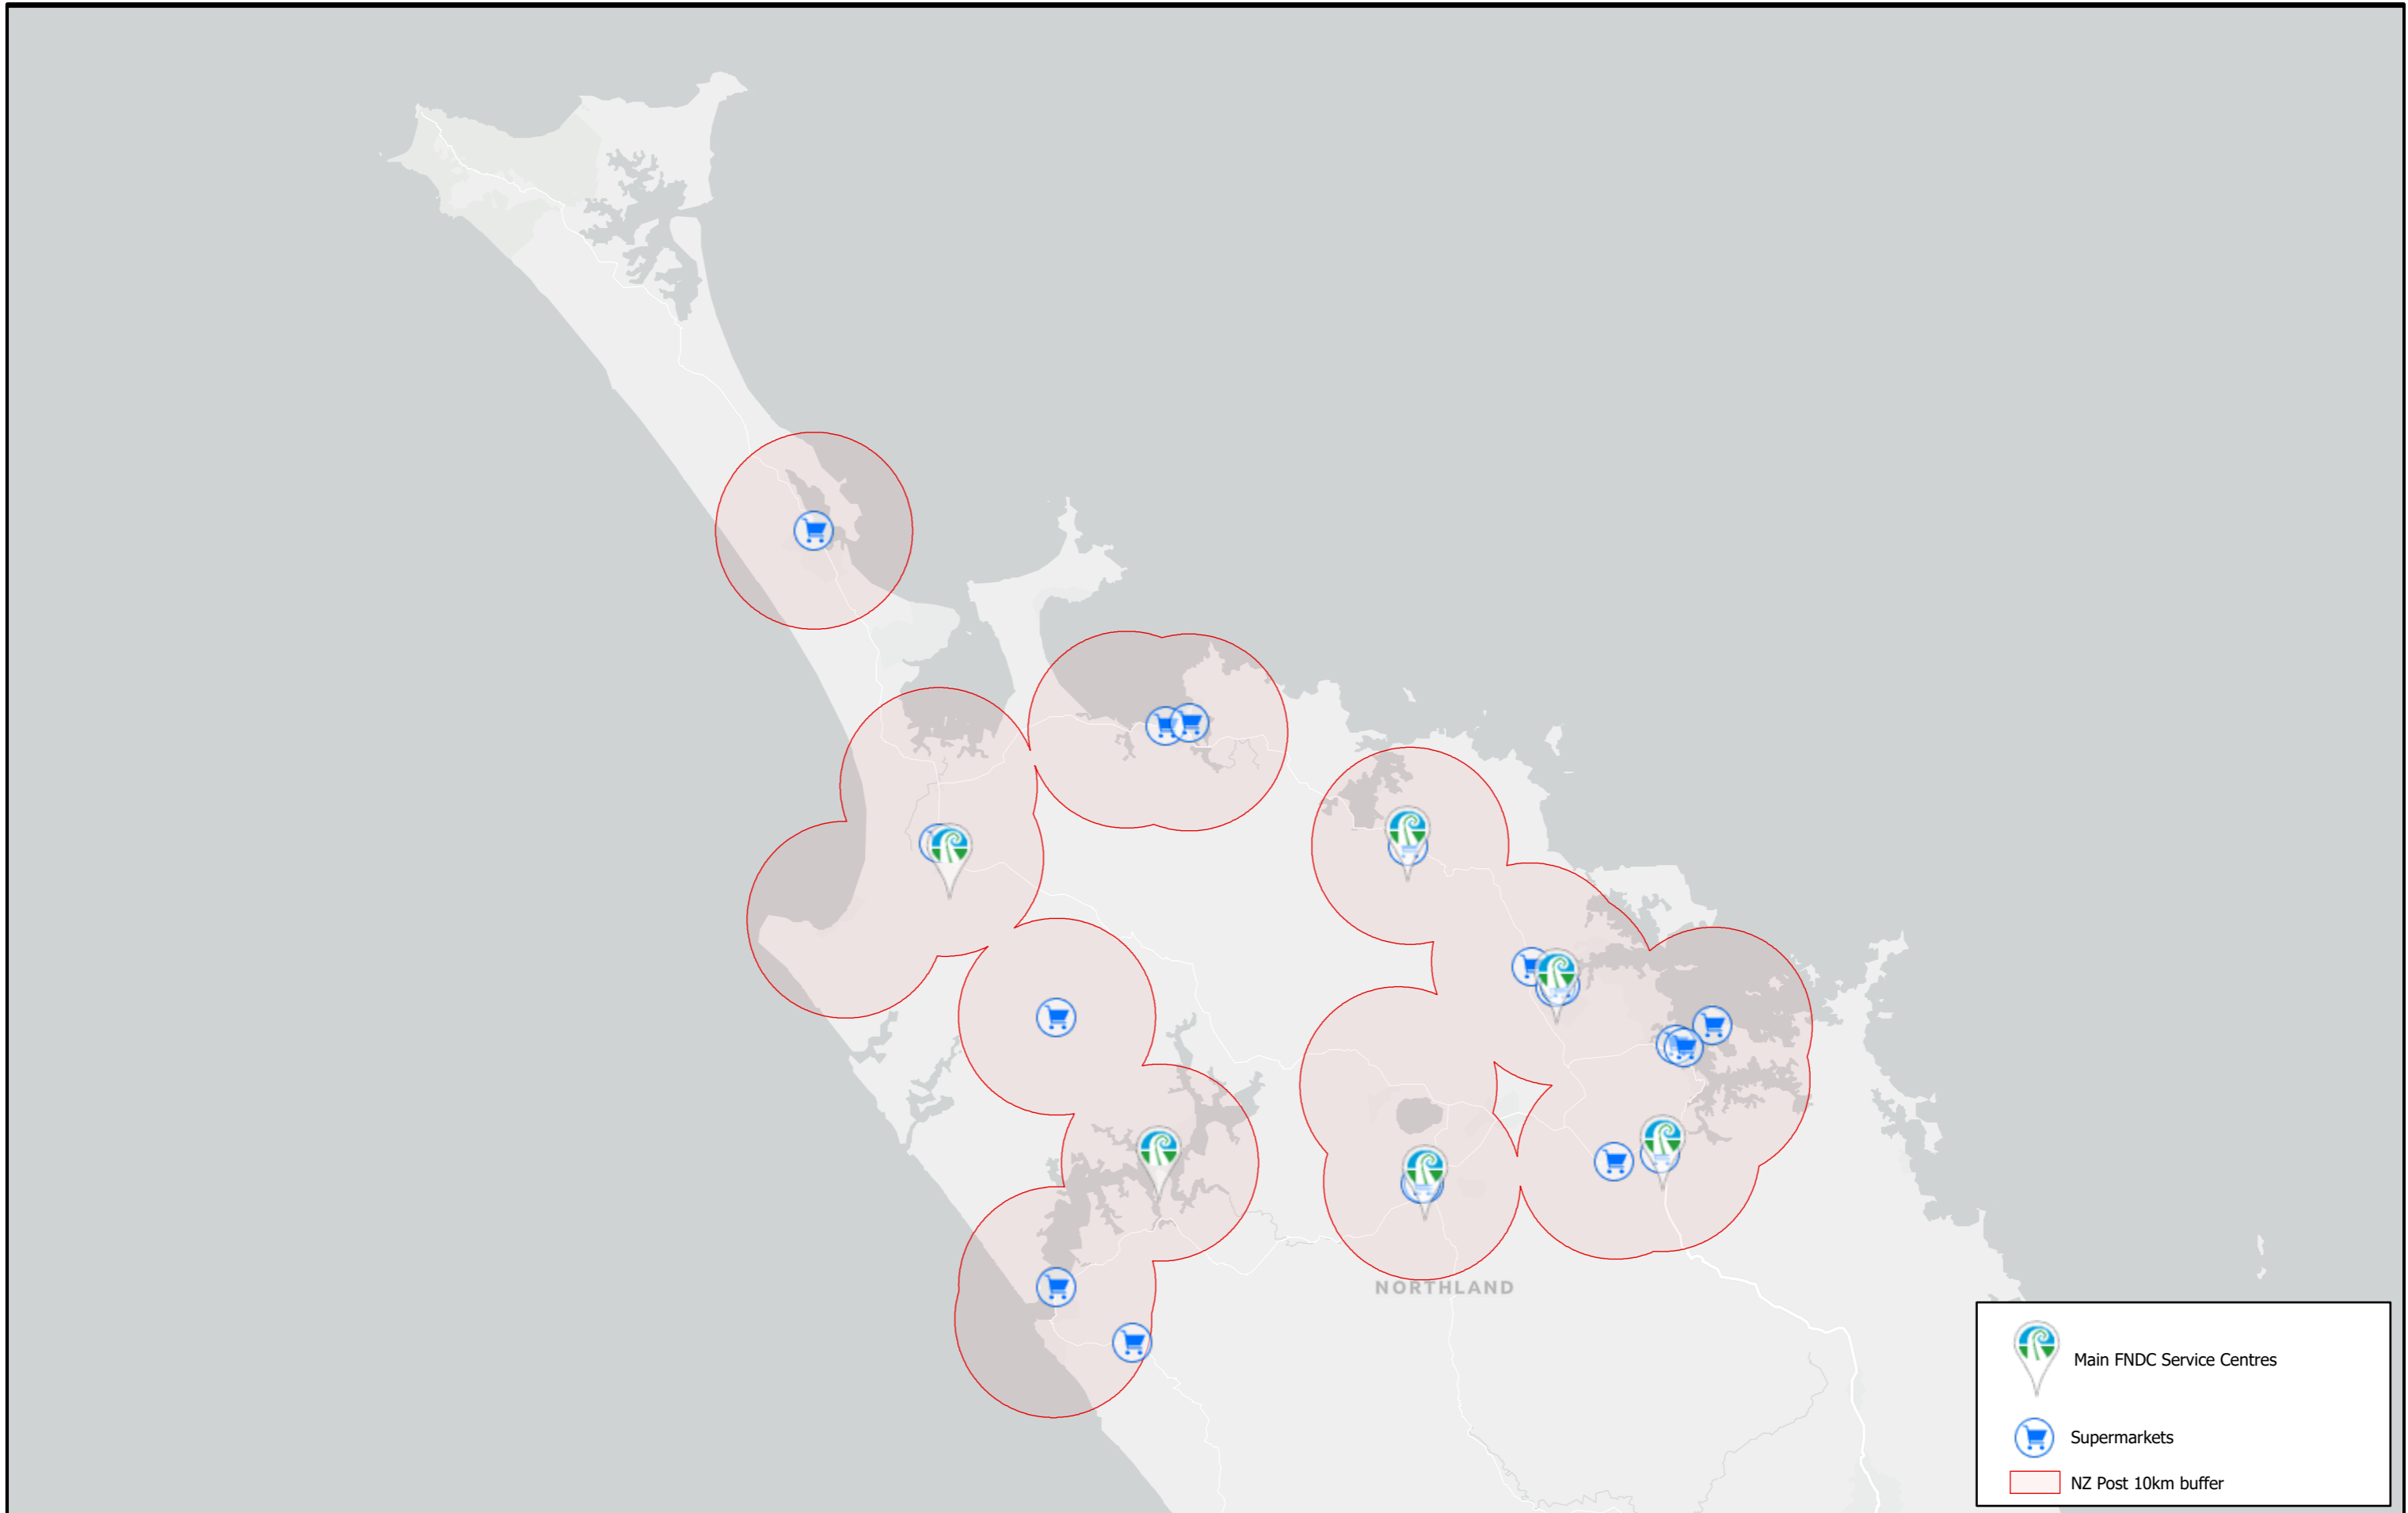 NORTHLAND
Main FNDC Service Centres
Supermarkets
NZ Post 10km buffer